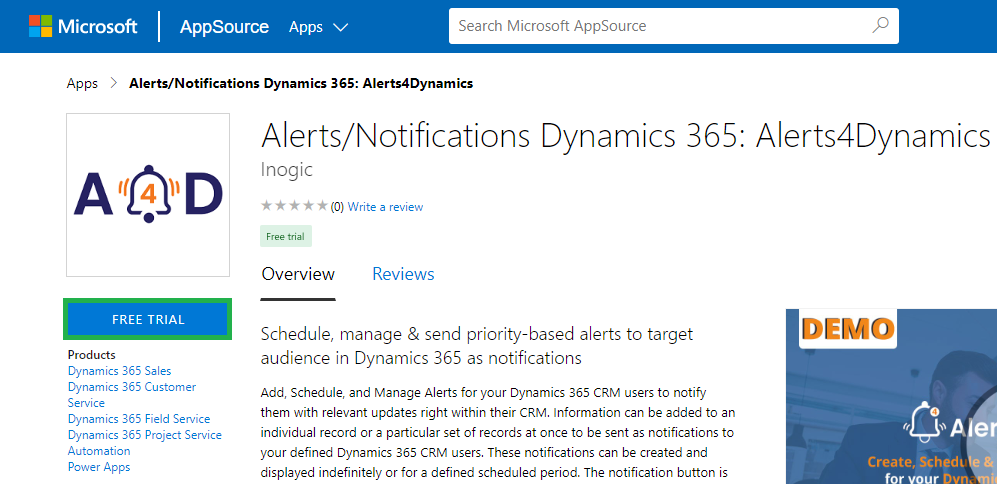 Microsoft
AppSource
Apps
Search Microsoft AppSource
Apps > Alerts/Notifications Dynamics 365: Alerts4Dynamics
A 4 D
Alerts/Notifications Dynamics 365: Alerts4Dynamics
Inogic
(0) Write a review
Free trial
Overview
Reviews
FREE TRIAL
Products
Dynamics 365 Sales
Dynamics 365 Customer
Service
Dynamics 365 Field Service
Dynamics 365 Project Service
Automation
Power Apps
Schedule, manage & send priority-based alerts to target
audience in Dynamics 365 as notifications
Add, Schedule, and Manage Alerts for your Dynamics 365 CRM users to notify
them with relevant updates right within their CRM. Information can be added to an
individual record or a particular set of records at once to be sent as notifications to
your defined Dynamics 365 CRM users. These notifications can be created and
displayed indefinitely or for a defined scheduled period. The notification button is
DEMO
4
Aler
Create, Schedule &
for your Dynami